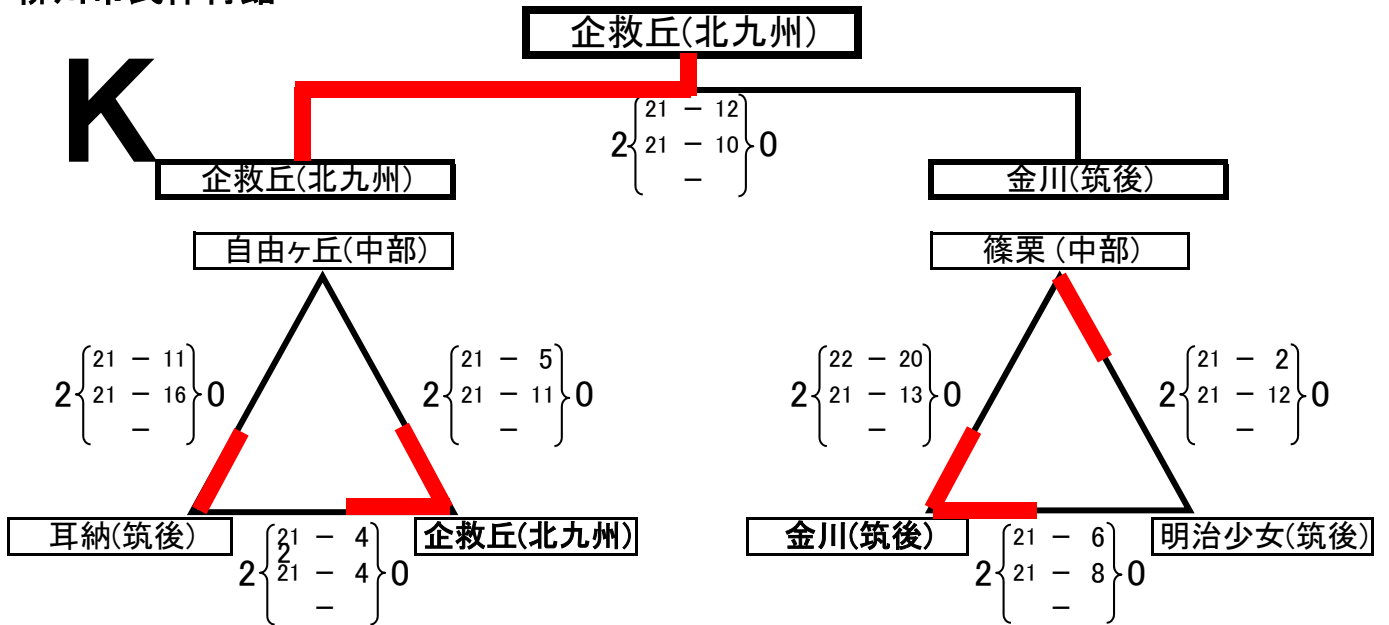 企救丘(北九州)
K
21 － 12
2 21 － 10 0
－
企救丘(北九州)
金川(筑後)
自由ヶ丘(中部)
篠栗(中部)
21 － 11
2 21 － 16 0
－
21 － 5
2 21 － 11 0
－
22 － 20
2 21 － 13 0
－
21 － 2
2 21 － 12 0
－
耳納(筑後)
企救丘(北九州)
金川(筑後)
明治少女(筑後)
21 － 4
2
2 21 － 4 0
－
21 － 6
2 21 － 8 0
－